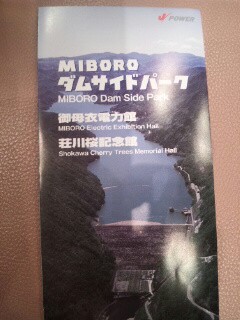 J-POWER
MIBORO
ダムサイドパーク
MIBORO Dam Side Park
御母衣電力館
MIBORO Electric Exhibition Hall
荘川桜記念館
Shokawa Cherry Trees Memorial Hall